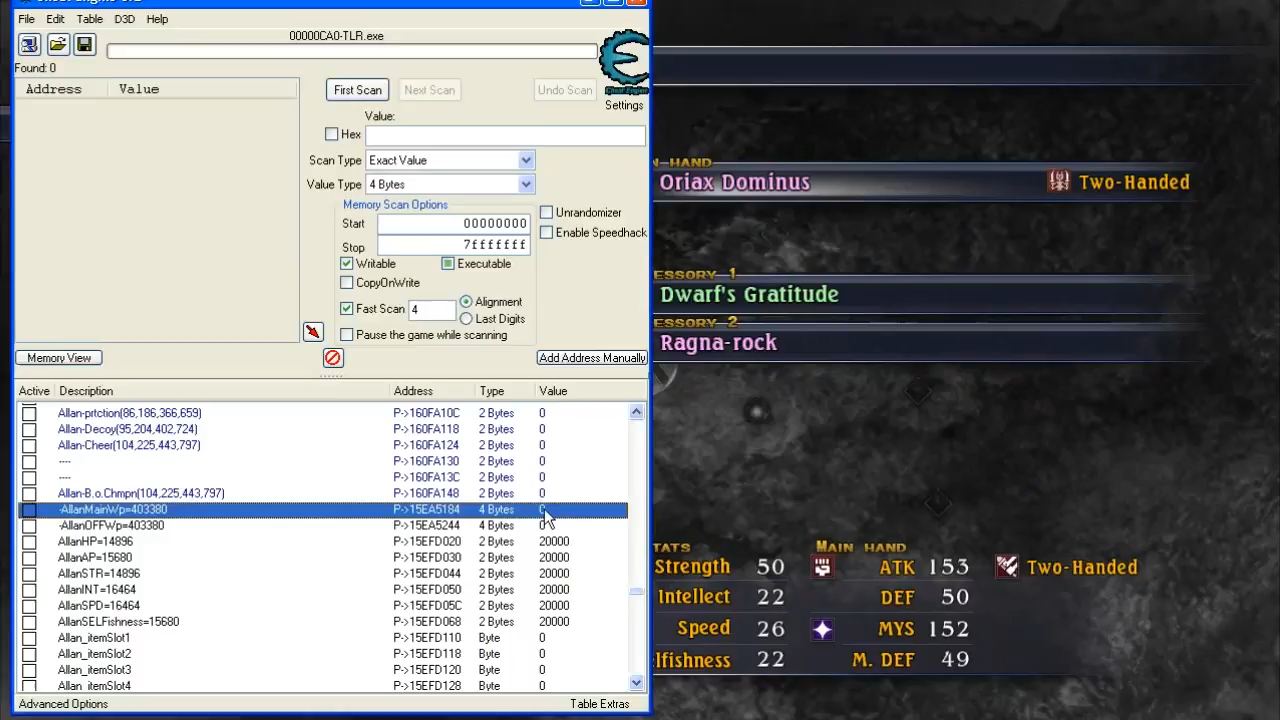 File Edit Table D3D Help
00000CA0-TLR.exe
Found: 0
Address Value
First Scan Next Scan Undo Scan
Settings
Value:
Hex
Scan Type Exact Value
Value Type 4 Bytes
Memory Scan Options
Start 00000000
Stop 7fffffff
Unrandomizer
Enable Speedhack
Writable Executable
CopyOnWrite
Fast Scan 4 Alignment
Last Digits
Pause the game while scanning
Memory View Add Address Manually
Active Description Address Type Value
Allan-prtction(86,186,366,659) P->160FA10C 2 Bytes 0
Allan-Decoy(95,204,402,724) P->160FA118 2 Bytes 0
Allan-Cheer(104,225,443,797) P->160FA124 2 Bytes 0
---- P->160FA130 2 Bytes 0
---- P->160FA13C 2 Bytes 0
Allan-B.o.Chmpn(104,225,443,797) P->160FA148 2 Bytes 0
-AllanMainWp=403380 P->15EA5184 4 Bytes 0
-AllanOFFWp=403380 P->15EA5244 4 Bytes 0
AllanHP=14896 P->15EFD020 2 Bytes 20000
AllanAP=15680 P->15EFD030 2 Bytes 20000
AllanSTR=14896 P->15EFD044 2 Bytes 20000
AllanINT=16464 P->15EFD050 2 Bytes 20000
AllanSPD=16464 P->15EFD05C 2 Bytes 20000
AllanSELFishness=15680 P->15EFD068 2 Bytes 20000
Allan_itemSlot1 P->15EFD110 Byte 0
Allan_itemSlot2 P->15EFD118 Byte 0
Allan_itemSlot3 P->15EFD120 Byte 0
Allan_itemSlot4 P->15EFD128 Byte 0
Advanced Options Table Extras
N-HAND
Oriax Dominus Two-Handed
ESSORY 1
Dwarf's Gratitude
ESSORY 2
Ragna-rock
TATS MAIN HAND
Strength 50 ATK 153 Two-Handed
Intellect 22 DEF 50
Speed 26 MYS 152
lfishness 22 M. DEF 49